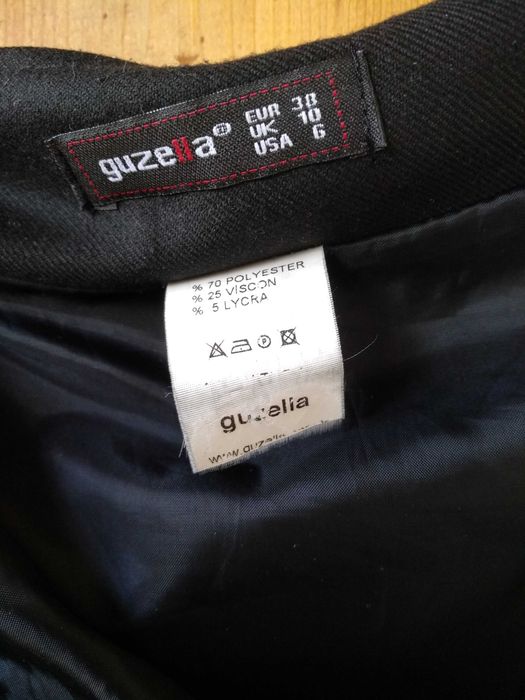 guzella®
EUR 38
UK 10
USA 6
% 70 POLYESTER
% 25 VISCON
% 5 LYCRA
P
guzella